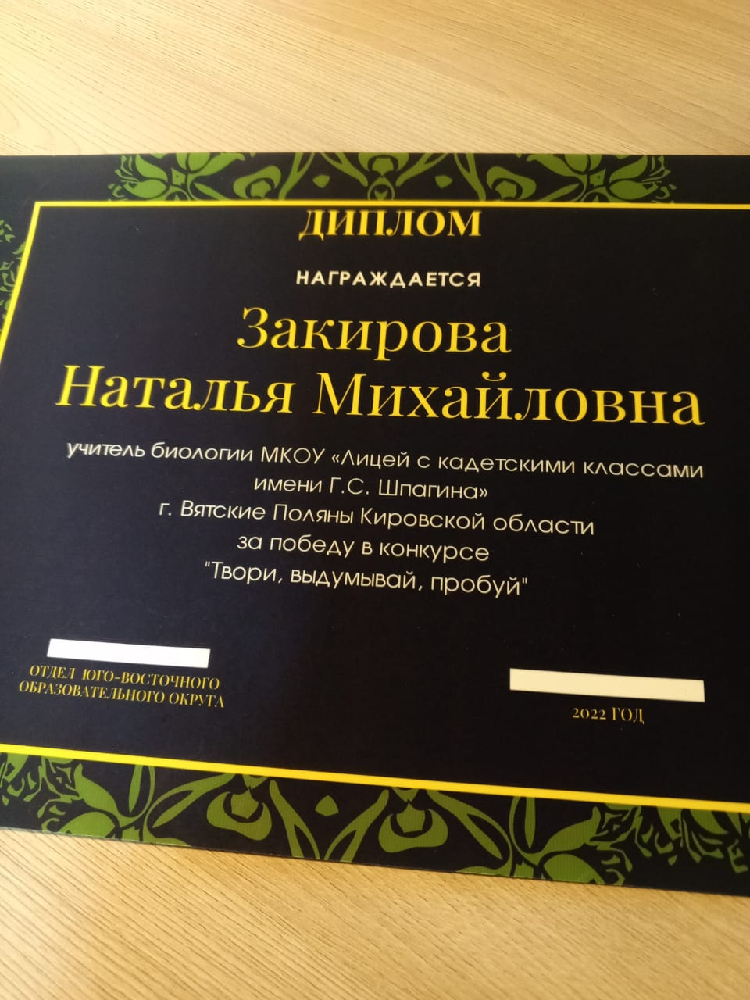 ДИПЛОМ
НАГРАЖДАЕТСЯ
Закирова
Наталья Михайловна
учитель биологии МКОУ «Лицей с кадетскими классами
имени Г.С. Шпагина»
г. Вятские Поляны Кировской области
за победу в конкурсе
"Твори, выдумывай, пробуй"
ОТДЕЛ ЮГО-ВОСТОЧНОГО
ОБРАЗОВАТЕЛЬНОГО ОКРУГА
2022 ГОД